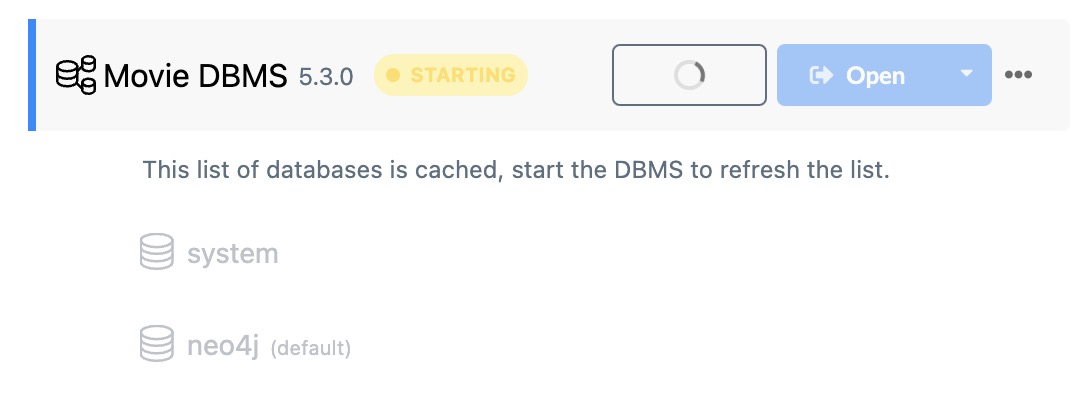 Movie DBMS 5.3.0 STARTING Open
This list of databases is cached, start the DBMS to refresh the list.
system
neo4j (default)